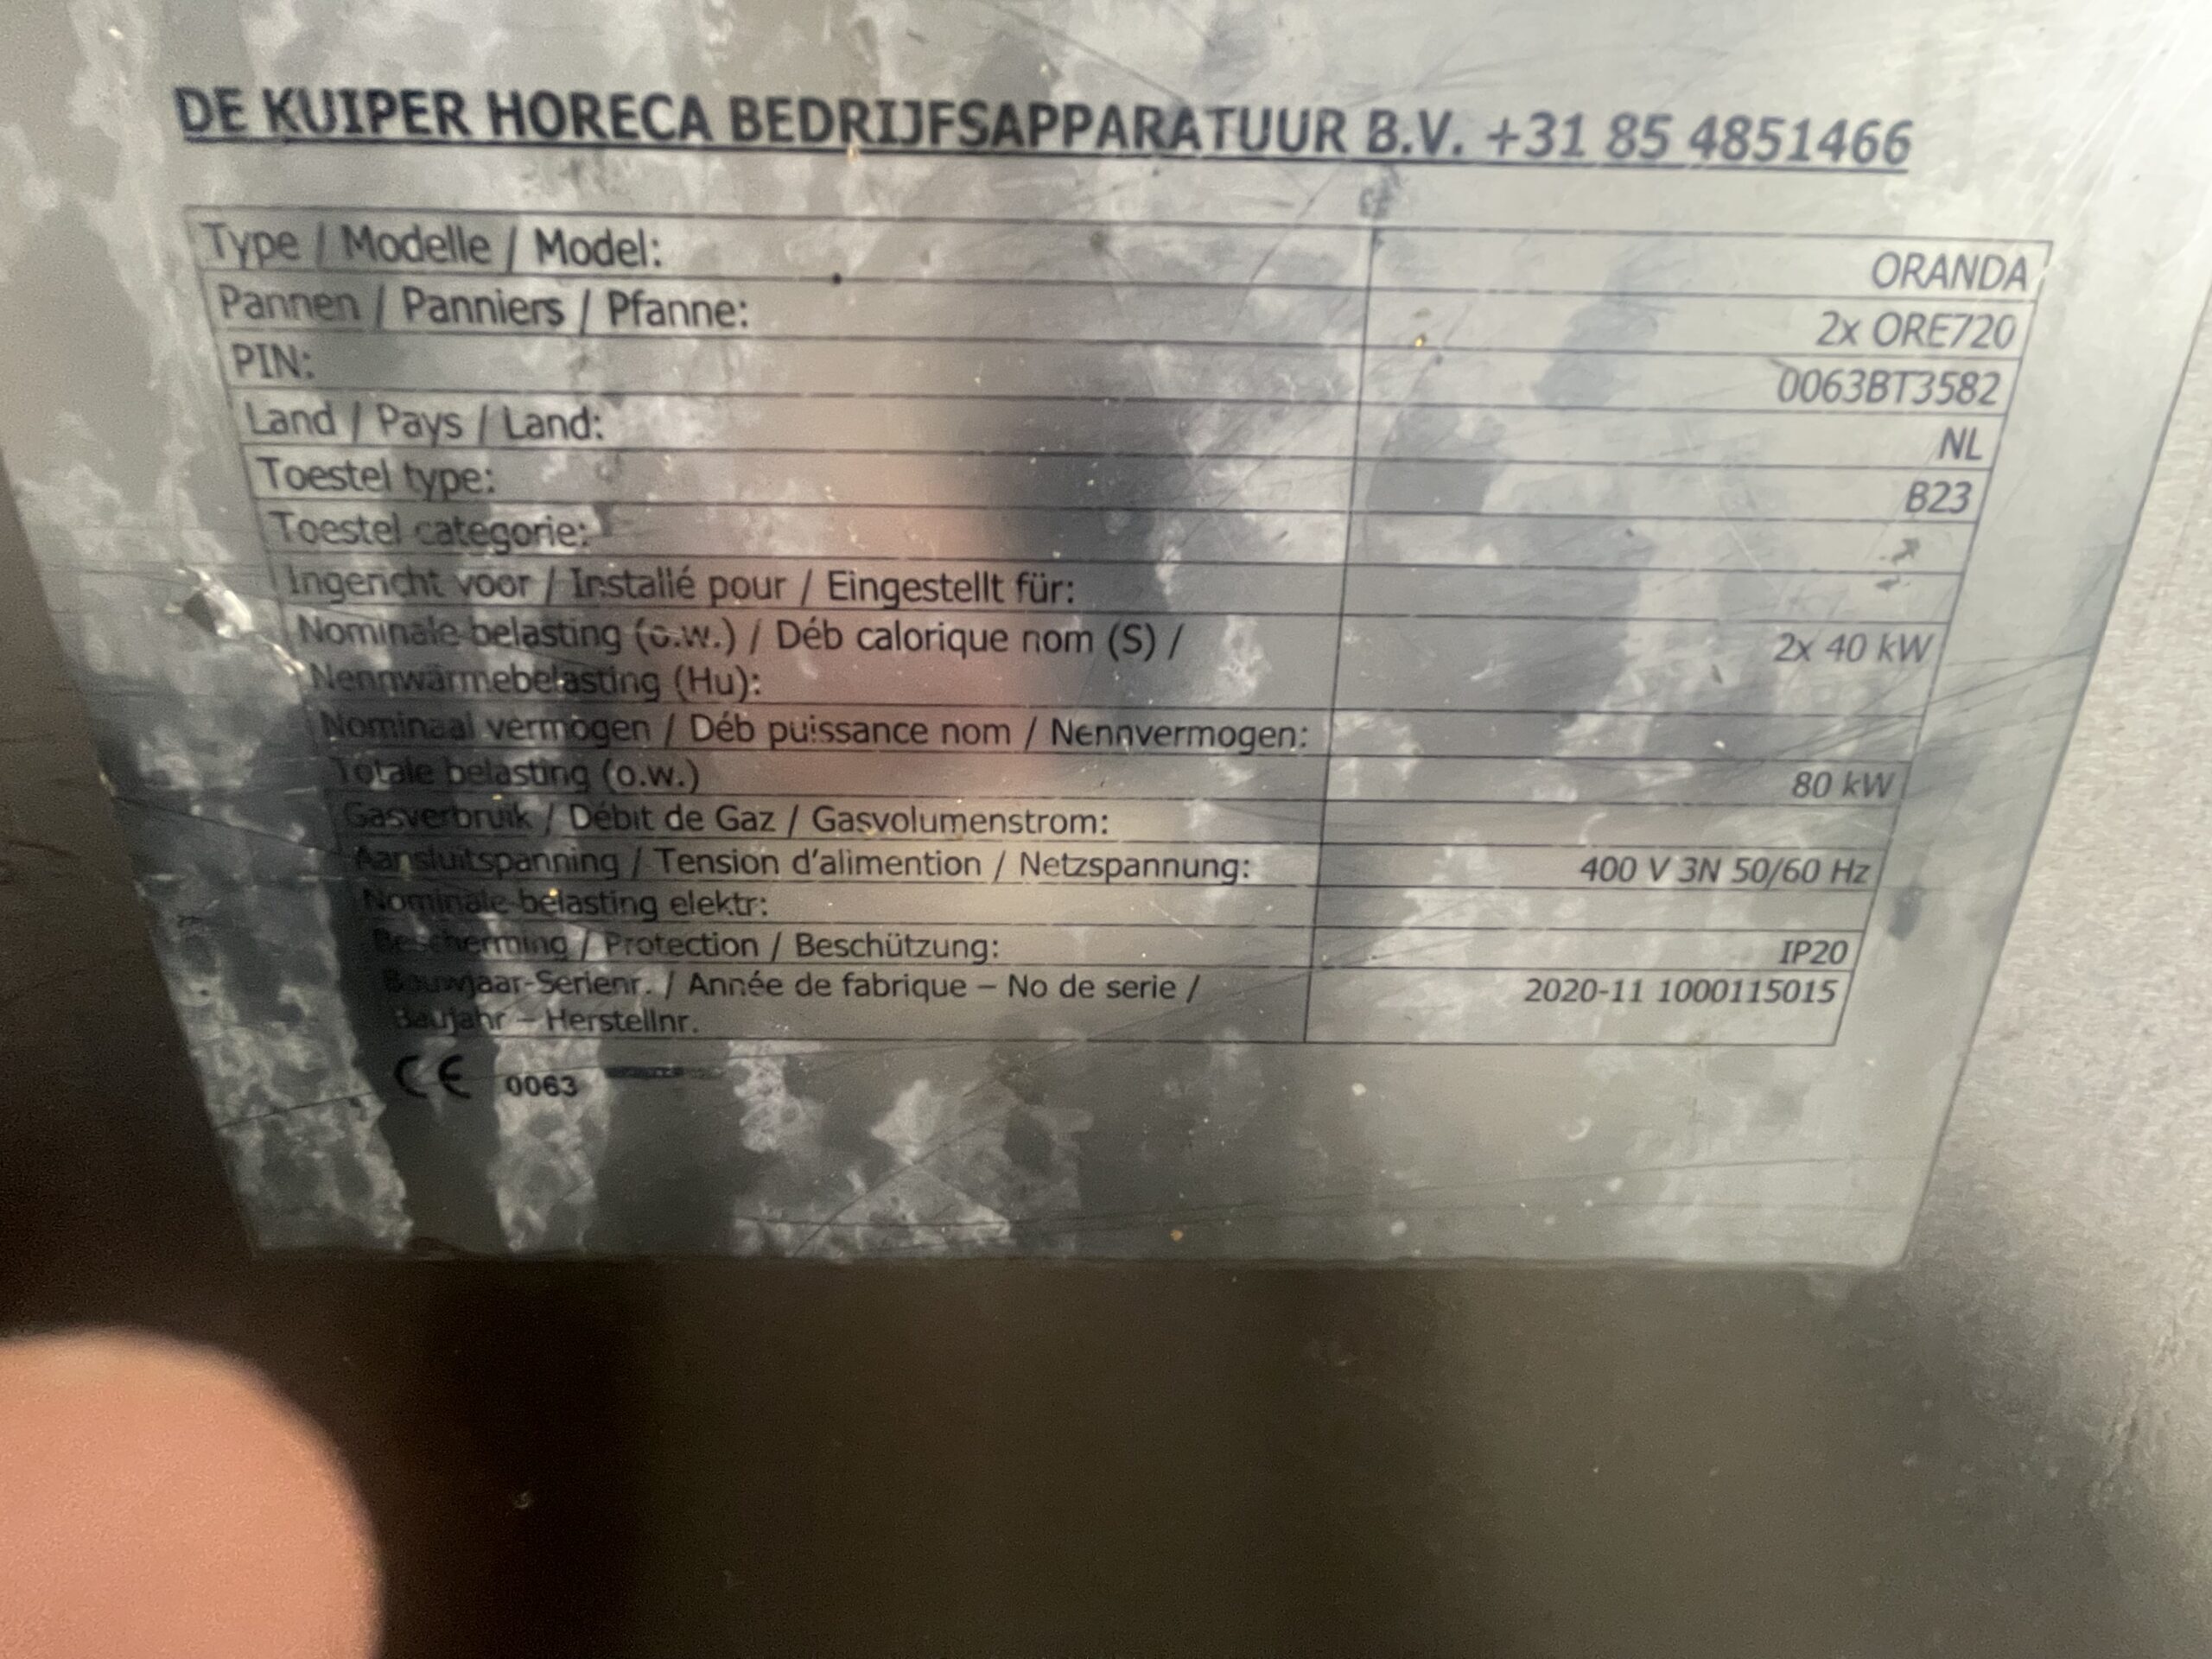 DE KUIPER HORECA BEDRIJFSAPPARATUUR B.V. +31 85 4851466
Type / Modelle / Model: ORANDA
Pannen / Panniers / Pfanne: 2x ORE720
PIN: 0063BT3582
Land / Pays / Land: NL
Toestel type: B23
Toestel categorie:
Ingericht voor / Installé pour / Eingestellt für:
Nominale belasting (o.w.) / Déb calorique nom (S) / 2x 40 kW
Nennwärmebelasting (Hu):
Nominaal vermogen / Déb puissance nom / Nennvermogen:
Totale belasting (o.w.) 80 kW
Gasverbruik / Débit de Gaz / Gasvolumenstrom:
Aansluitspanning / Tension d'alimention / Netzspannung: 400 V 3N 50/60 Hz
Nominale belasting elektr:
Bescherming / Protection / Beschützung: IP20
Bouwjaar-Serienr. / Année de fabrique – No de serie / 2020-11 1000115015
Baujahr – Herstellnr.
CE 0063